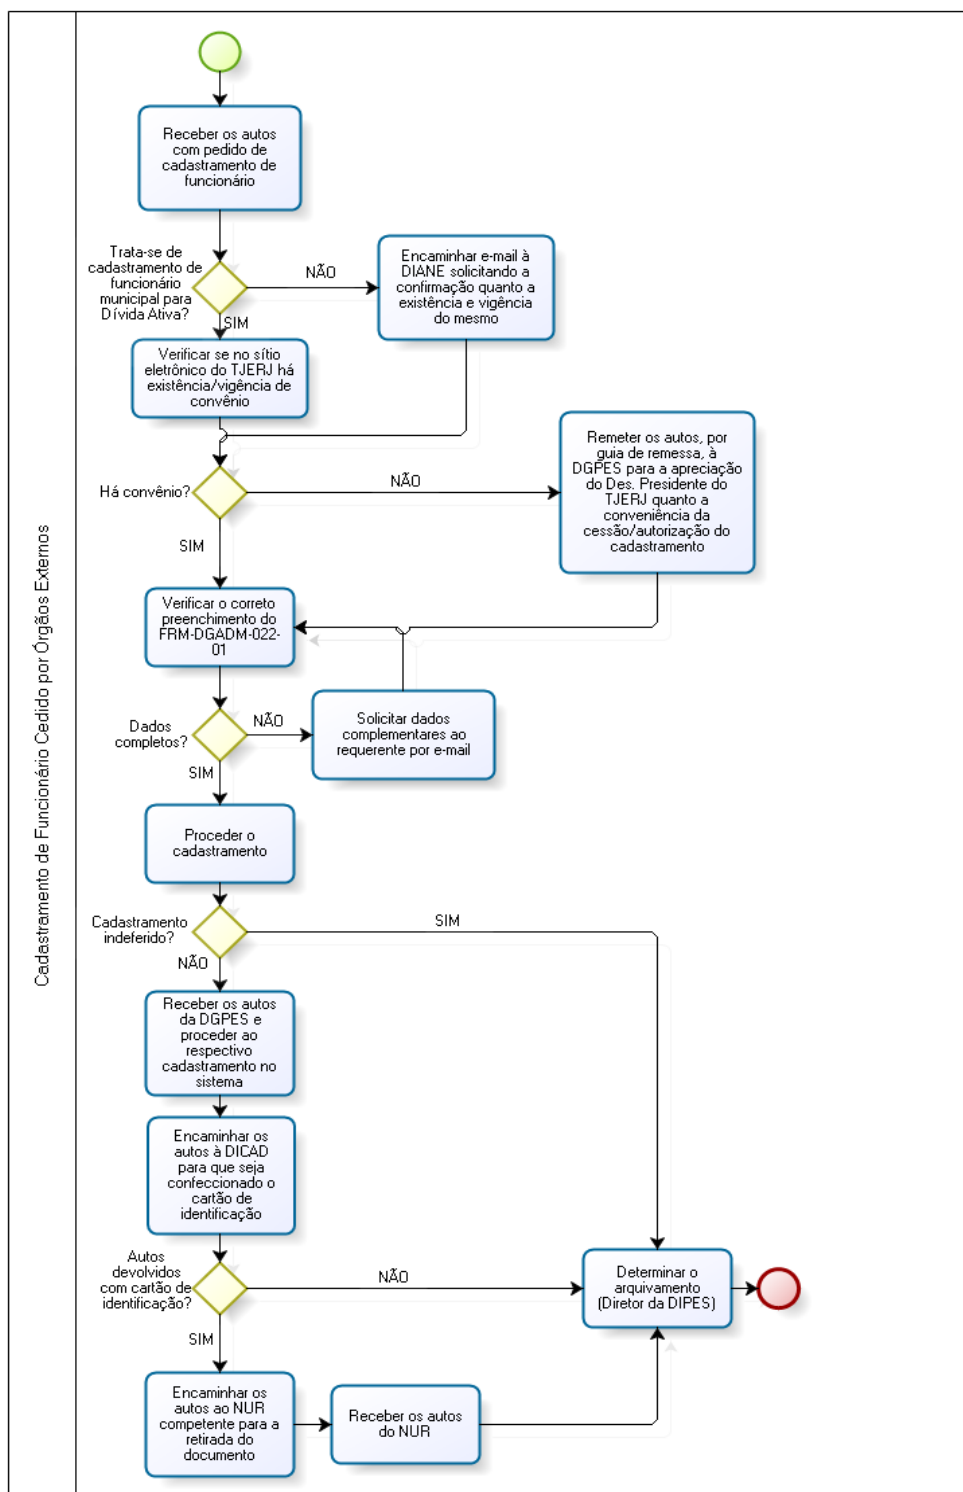 Cadastramento de Funcionário Cedido por Órgãos Externos
Receber os autos
com pedido de
cadastramento de
funcionário
Trata-se de
cadastramento de
funcionário
municipal para
Dívida Ativa?
NÃO
SIM
Encaminhar e-mail à
DIANE solicitando a
confirmação quanto a
existência e vigência
do mesmo
Verificar se no sítio
eletrônico do TJERJ há
existência/vigência de
convênio
Há convênio?
NÃO
SIM
Remeter os autos, por
guia de remessa, à
DGPES para a apreciação
do Des. Presidente do
TJERJ quanto a
conveniência da
cessão/autorização do
cadastramento
Verificar o correto
preenchimento do
FRM-DGADM-022-
01
Dados
completos?
NÃO
SIM
Solicitar dados
complementares ao
requerente por e-mail
Proceder o
cadastramento
Cadastramento
indeferido?
SIM
NÃO
Receber os autos
da DGPES e
proceder ao
respectivo
cadastramento no
sistema
Encaminhar os
autos à DICAD
para que seja
confeccionado o
cartão de
identificação
Autos
devolvidos
com cartão de
identificação?
NÃO
SIM
Determinar o
arquivamento
(Diretor da DIPES)
Encaminhar os
autos ao NUR
competente para a
retirada do
documento
Receber os autos
do NUR